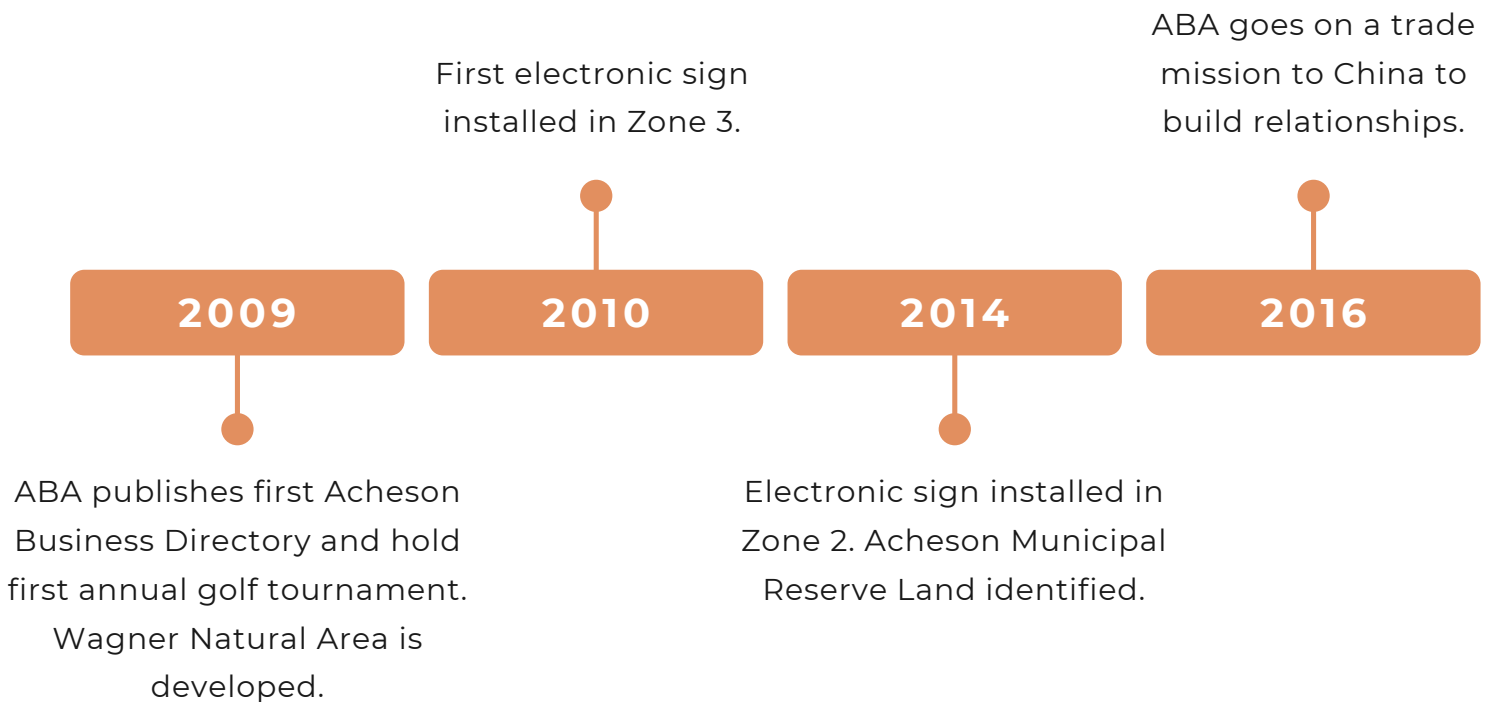 ABA goes on a trade
mission to China to
build relationships.
First electronic sign
installed in Zone 3.
2009
2010
2014
2016
ABA publishes first Acheson
Business Directory and hold
first annual golf tournament.
Wagner Natural Area is
developed.
Electronic sign installed in
Zone 2. Acheson Municipal
Reserve Land identified.